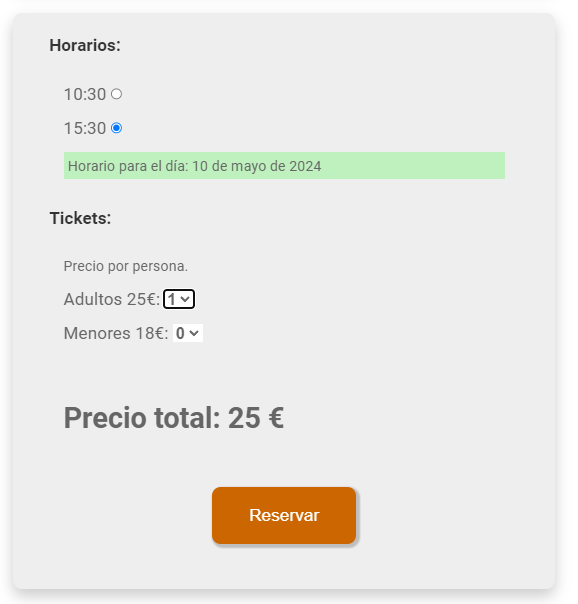 Horarios:
10:30
15:30
Horario para el día: 10 de mayo de 2024
Tickets:
Precio por persona.
Adultos 25€: 1
Menores 18€: 0
Precio total: 25 €
Reservar